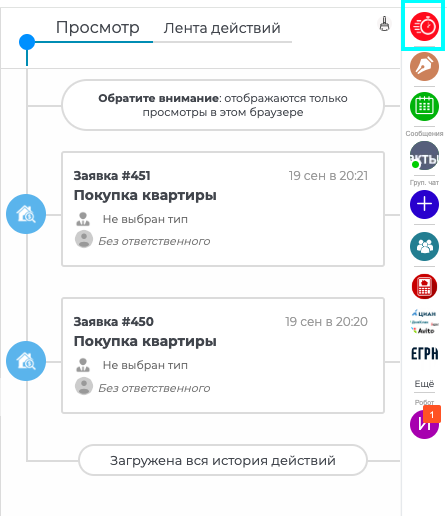 Просмотр
Лента действий
Обратите внимание: отображаются только
просмотры в этом браузере
Заявка #451
19 сен в 20:21
Покупка квартиры
Не выбран тип
Без ответственного
Заявка #450
19 сен в 20:20
Покупка квартиры
Не выбран тип
Без ответственного
Загружена вся история действий
Сообщения
Груп. чат
ЦИАН
Avito
ЕГРН
Ещё
Робот
1
И